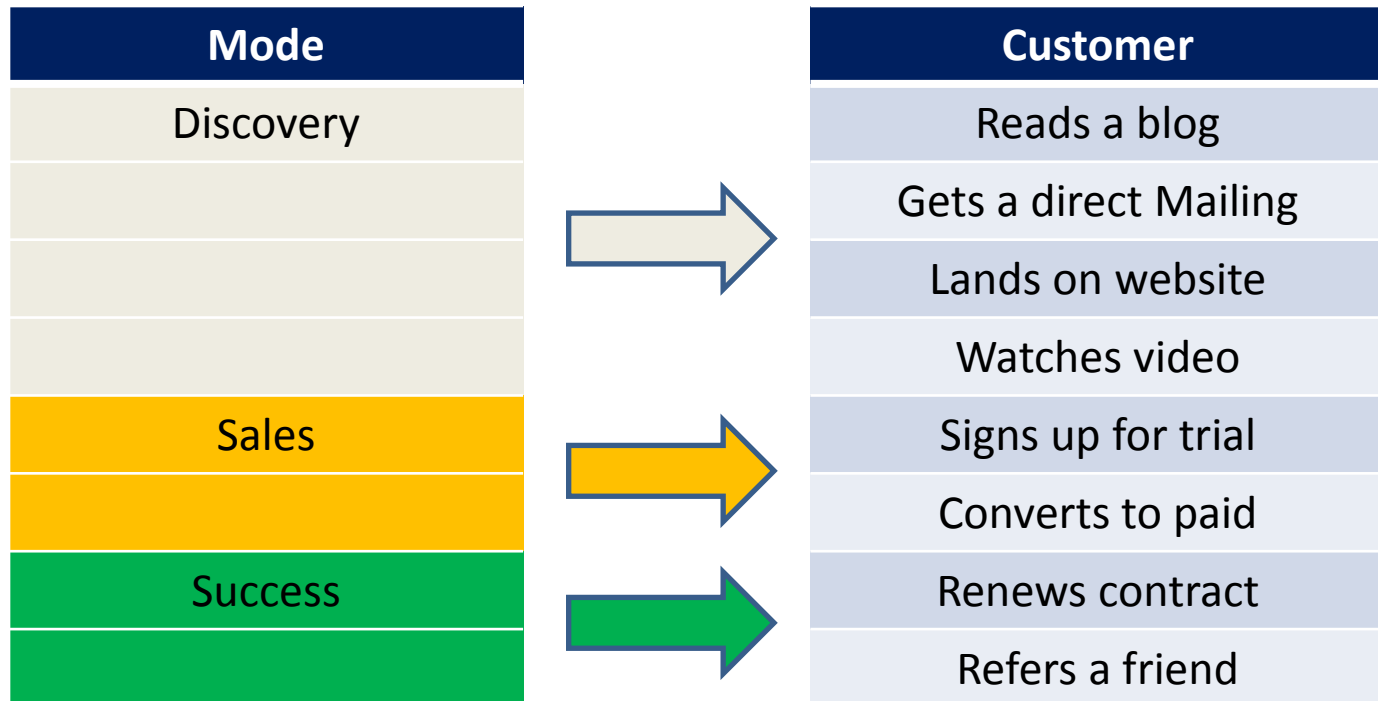 Mode
Customer
Discovery
Reads a blog
Gets a direct Mailing
Lands on website
Watches video
Sales
Signs up for trial
Converts to paid
Success
Renews contract
Refers a friend